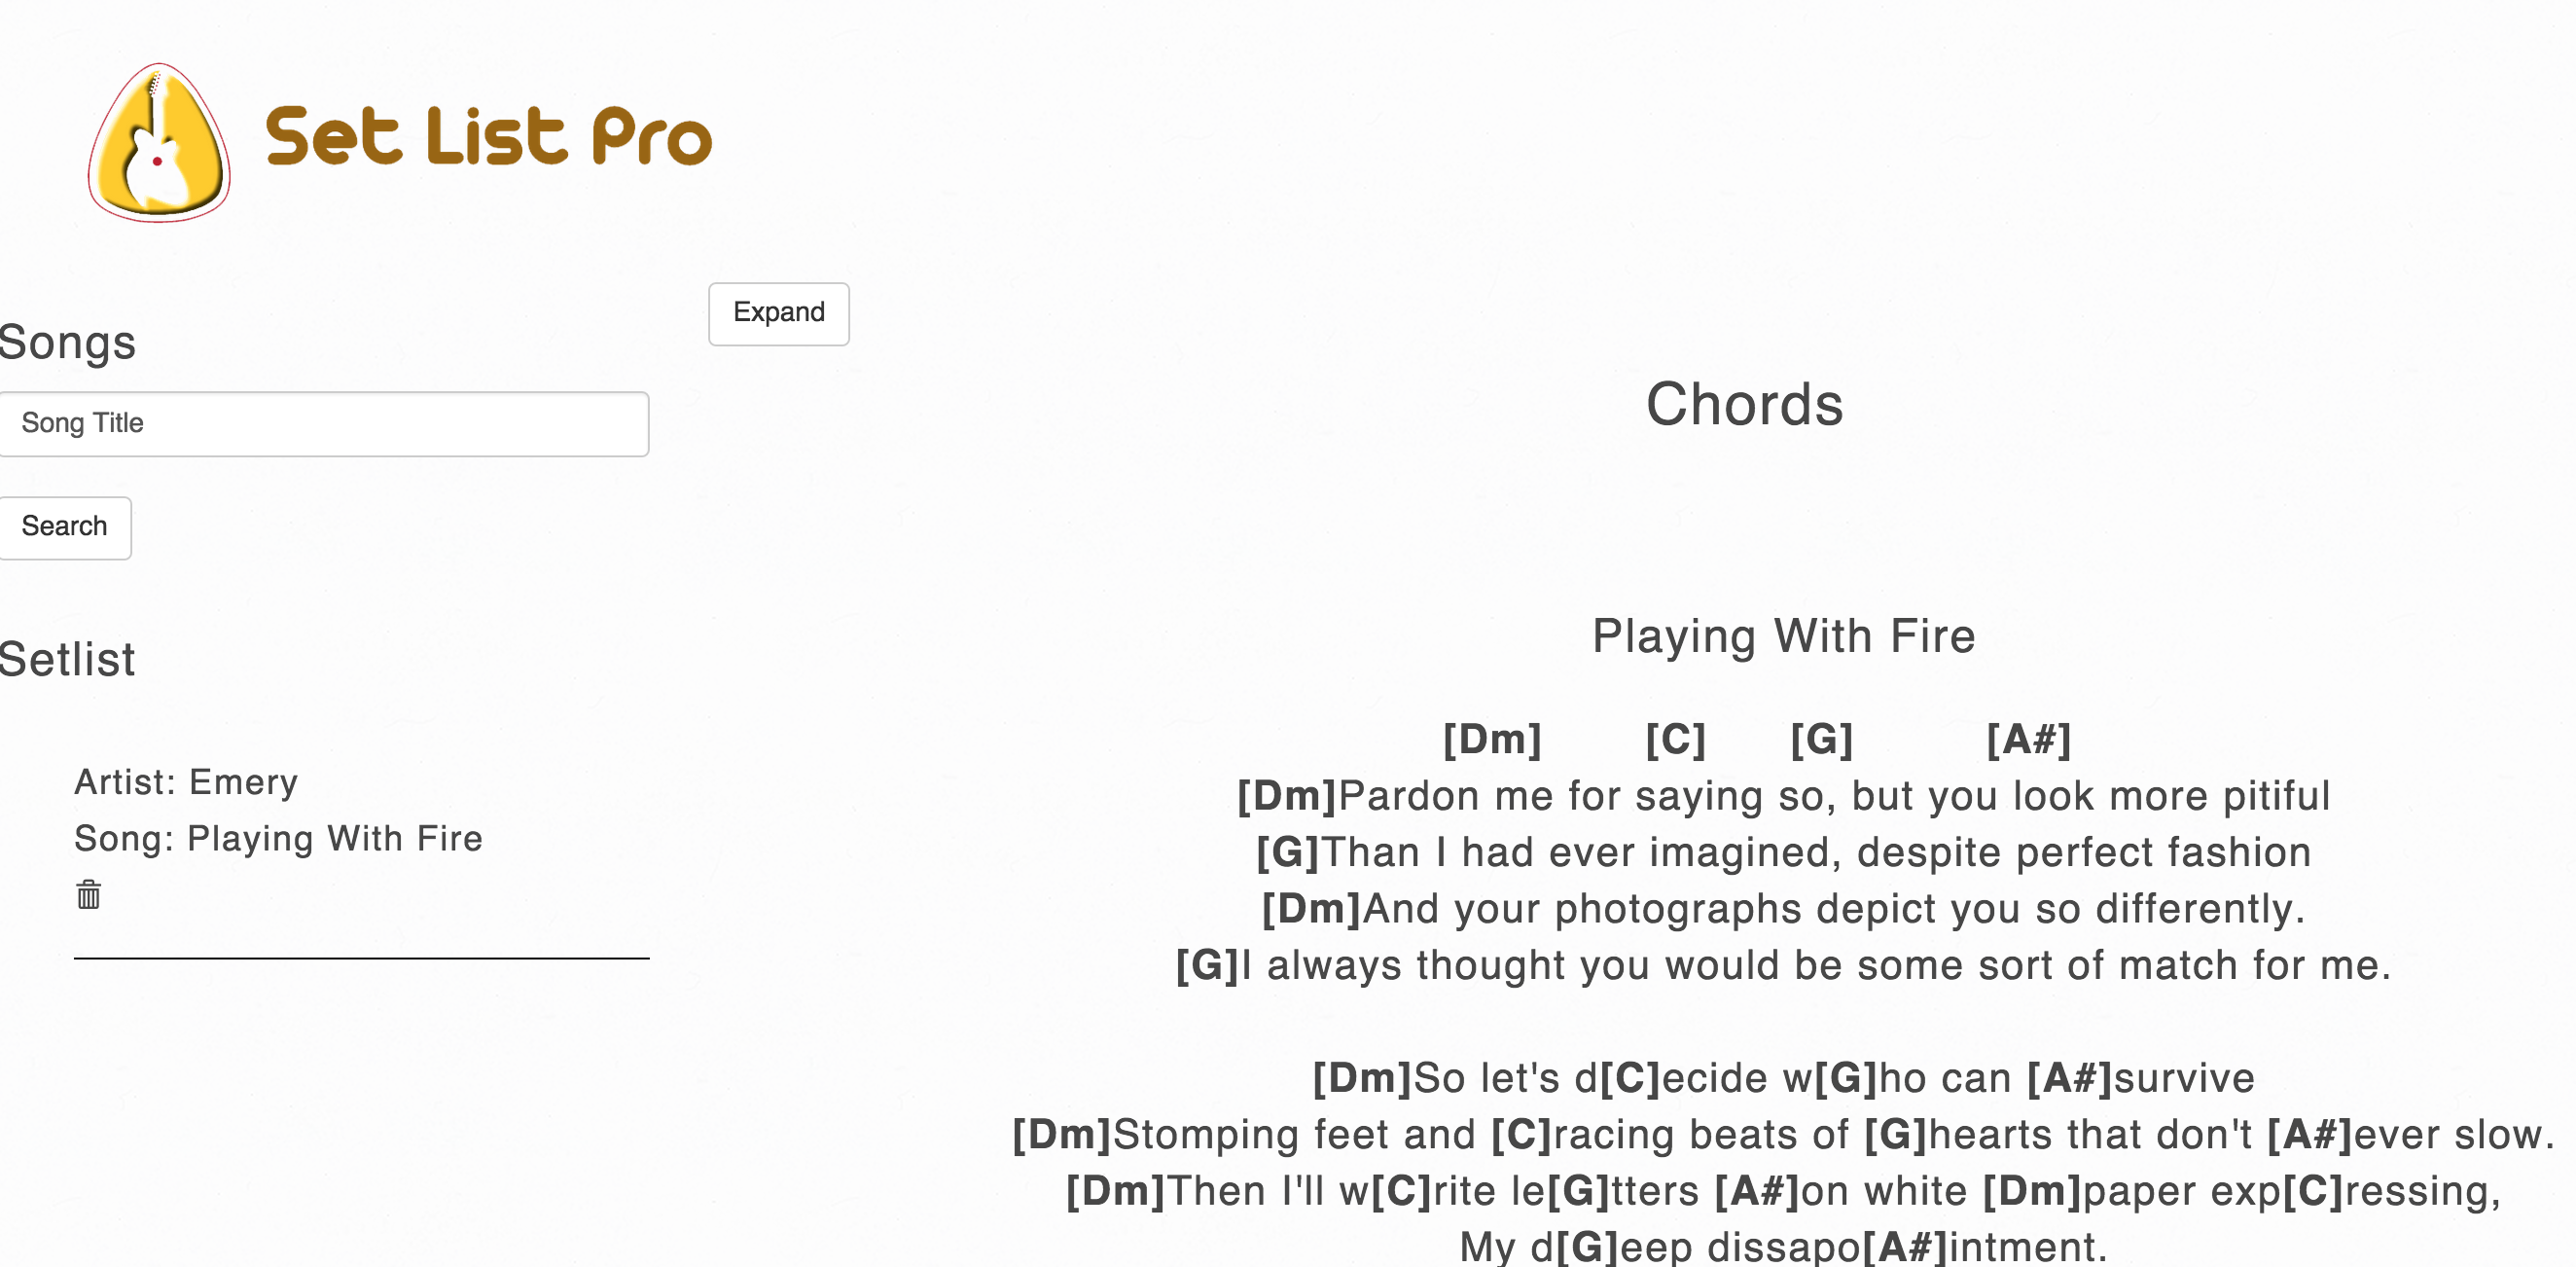 Set List Pro
Expand
Songs
Song Title
Search
Setlist
Artist: Emery
Song: Playing With Fire
Chords
Playing With Fire
[Dm] [C] [G] [A#]
[Dm]Pardon me for saying so, but you look more pitiful
[G]Than I had ever imagined, despite perfect fashion
[Dm]And your photographs depict you so differently.
[G]I always thought you would be some sort of match for me.
[Dm]So let's d[C]ecide w[G]ho can [A#]survive
[Dm]Stomping feet and [C]racing beats of [G]hearts that don't [A#]ever slow.
[Dm]Then I'll w[C]rite le[G]tters [A#]on white [Dm]paper exp[C]ressing,
My d[G]eep dissapo[A#]intment.